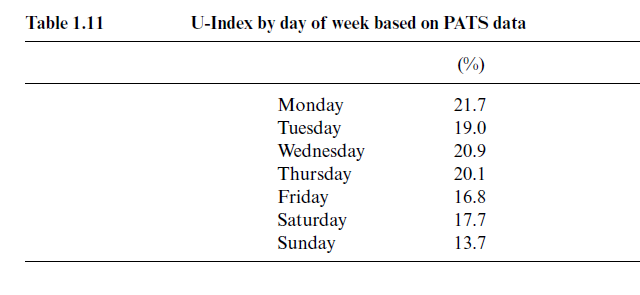 Table 1.11 U-Index by day of week based on PATS data
(%)
Monday 21.7
Tuesday 19.0
Wednesday 20.9
Thursday 20.1
Friday 16.8
Saturday 17.7
Sunday 13.7